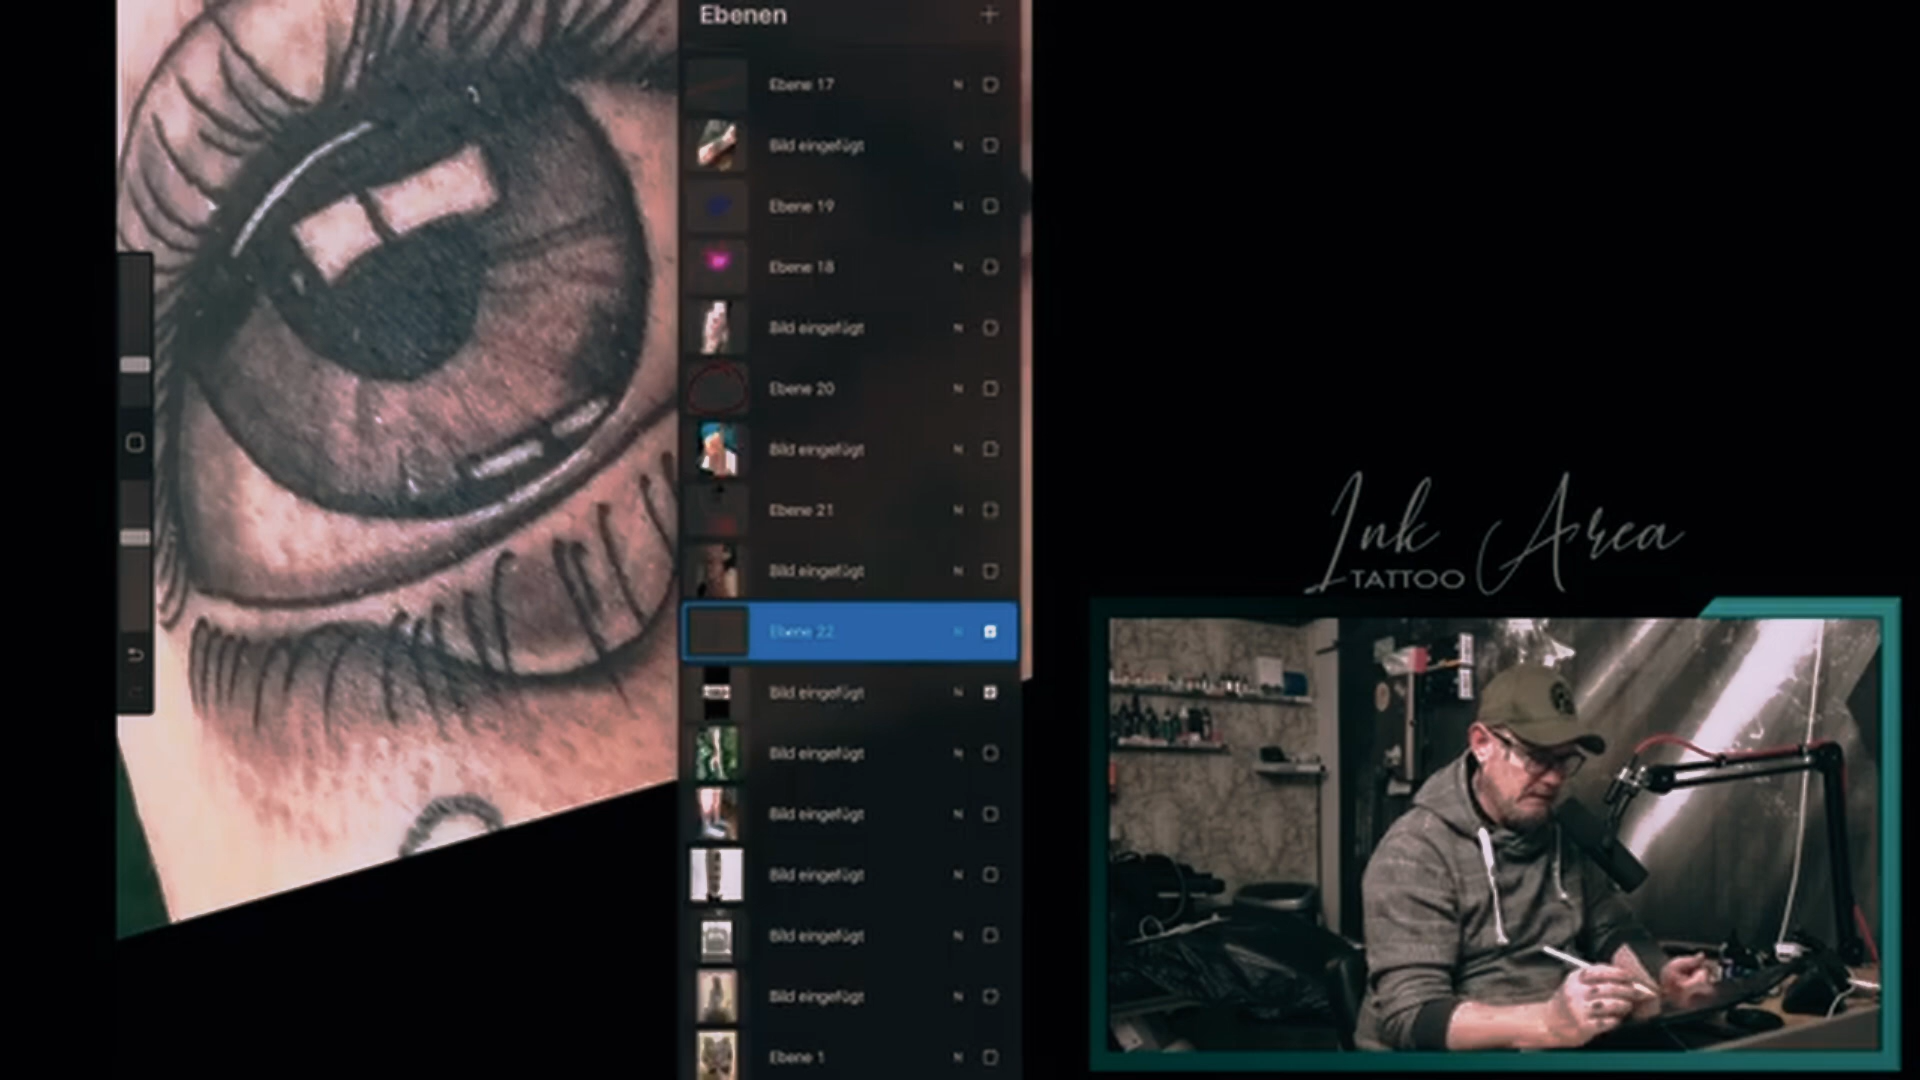 Ebenen
Ebene 17 N
Bild eingefügt N
Ebene 19 N
Ebene 18 N
Bild eingefügt N
Ebene 20 N
Bild eingefügt N
Ebene 21 N
Bild eingefügt N
Ebene 22 N
Bild eingefügt N
Bild eingefügt N
Bild eingefügt N
Bild eingefügt N
Bild eingefügt N
Bild eingefügt N
Ebene 1 N
Ink Area
TATTOO